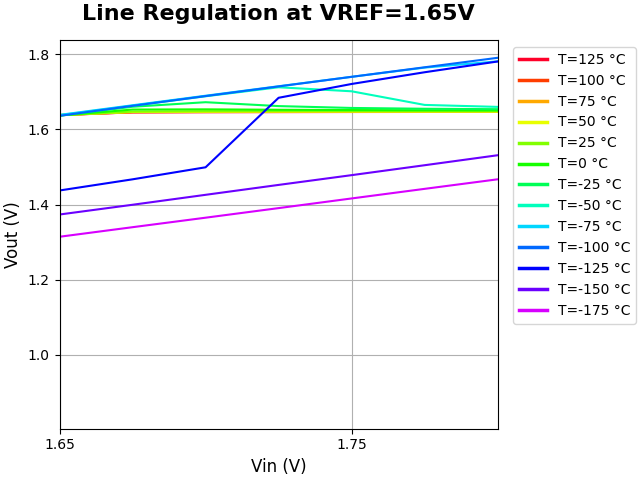 Line Regulation at VREF=1.65V
Vout (V)
1.8
1.6
1.4
1.2
1.0
1.65
1.75
Vin (V)
T=125 °C
T=100 °C
T=75 °C
T=50 °C
T=25 °C
T=0 °C
T=-25 °C
T=-50 °C
T=-75 °C
T=-100 °C
T=-125 °C
T=-150 °C
T=-175 °C